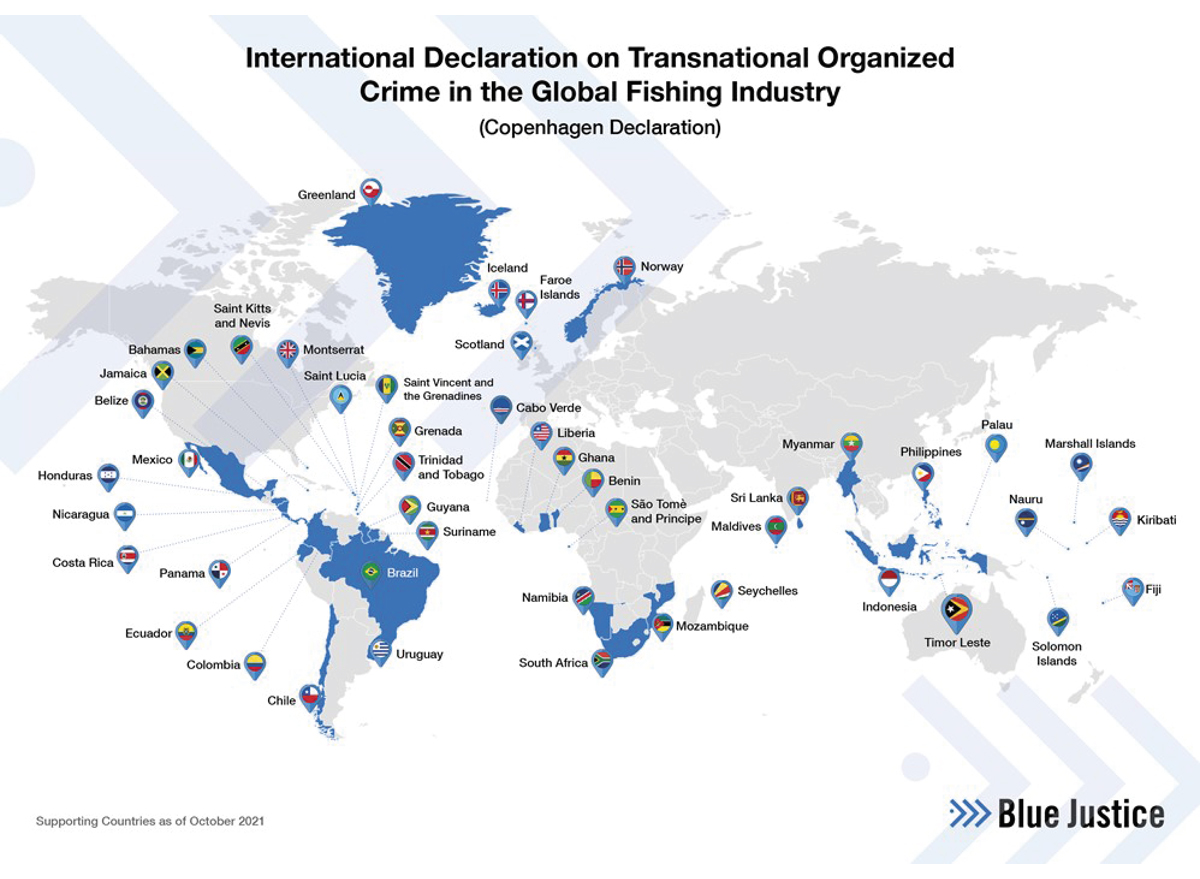 International Declaration on Transnational Organized
Crime in the Global Fishing Industry
(Copenhagen Declaration)
Greenland
Iceland
Faroe
Islands
Norway
Scotland
Saint Kitts
and Nevis
Bahamas
Montserrat
Jamaica
Saint Lucia
Saint Vincent and
the Grenadines
Belize
Cabo Verde
Grenada
Liberia
Mexico
Trinidad
and Tobago
Ghana
Honduras
Benin
Nicaragua
Guyana
São Tomè
and Principe
Suriname
Costa Rica
Panama
Brazil
Ecuador
Colombia
Uruguay
Chile
Namibia
Seychelles
Mozambique
South Africa
Myanmar
Philippines
Palau
Marshall Islands
Sri Lanka
Maldives
Nauru
Kiribati
Indonesia
Timor Leste
Fiji
Solomon
Islands
Supporting Countries as of October 2021
Blue Justice